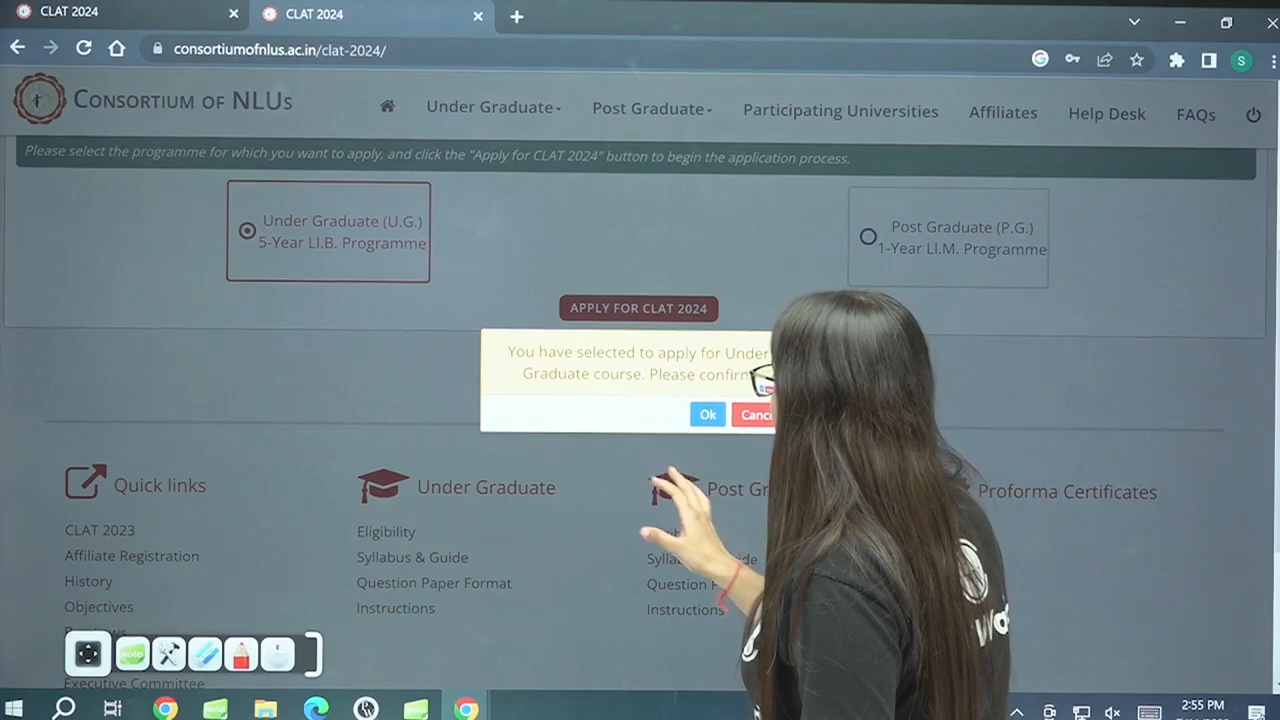 CLAT 2024
CLAT 2024
consortiumofnlus.ac.in/clat-2024/
S
CONSORTIUM OF NLUS
Under Graduate
Post Graduate
Participating Universities
Affiliates
Help Desk
FAQs
Please select the programme for which you want to apply, and click the "Apply for CLAT 2024" button to begin the application process.
Under Graduate (U.G.)
5-Year Ll.B. Programme
Post Graduate (P.G.)
1-Year Ll.M. Programme
APPLY FOR CLAT 2024
You have selected to apply for Under
Graduate course. Please confirm
Ok
Quick links
Under Graduate
Post
Proforma Certificates
CLAT 2023
Affiliate Registration
History
Objectives
Executive Committee
Eligibility
Syllabus & Guide
Question Paper Format
Instructions
Question
Instructions
2:55 PM